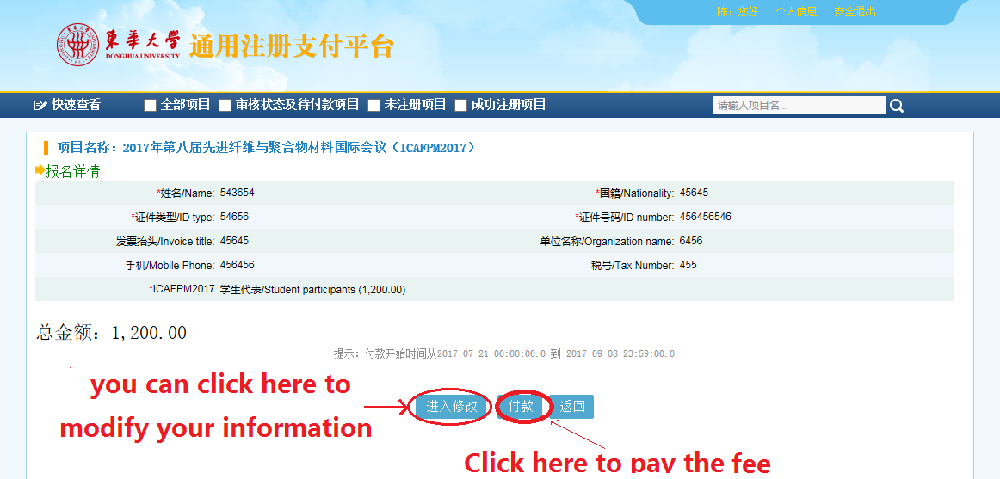 陈，您好 个人信息 安全退出
東華大學 通用注册支付平台
DONGHUA UNIVERSITY
快速查看 全部项目 审核状态及待付款项目 未注册项目 成功注册项目 请输入项目名...
项目名称：2017年第八届先进纤维与聚合物材料国际会议（ICAFPM2017）
报名详情
*姓名/Name: 543654 *国籍/Nationality: 45645
*证件类型/ID type: 54656 *证件号码/ID number: 456456546
发票抬头/Invoice title: 45645 单位名称/Organization name: 6456
手机/Mobile Phone: 456456 税号/Tax Number: 455
*ICAFPM2017 学生代表/Student participants (1,200.00)
总金额：1,200.00
提示：付款开始时间从2017-07-21 00:00:00.0 到 2017-09-08 23:59:00.0
you can click here to
modify your information
进入修改 付款 返回
Click here to pay the fee